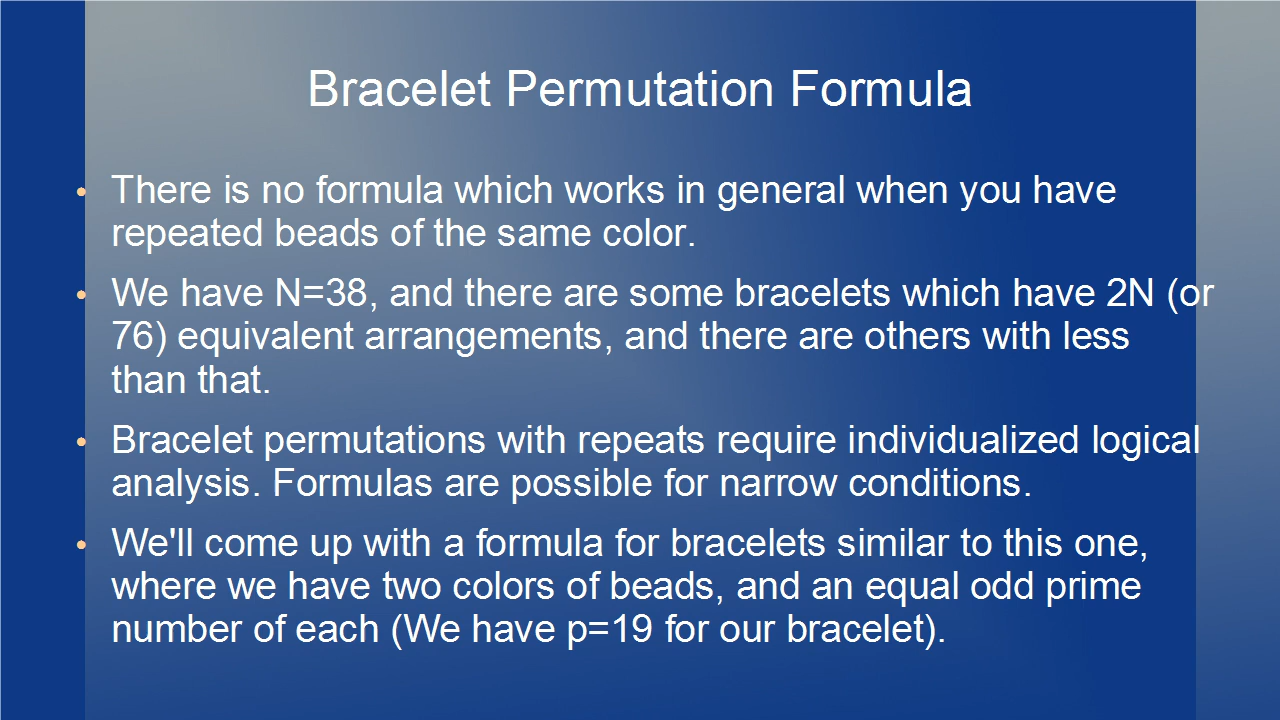 Bracelet Permutation Formula
• There is no formula which works in general when you have
repeated beads of the same color.
• We have N=38, and there are some bracelets which have 2N (or
76) equivalent arrangements, and there are others with less
than that.
• Bracelet permutations with repeats require individualized logical
analysis. Formulas are possible for narrow conditions.
• We'll come up with a formula for bracelets similar to this one,
where we have two colors of beads, and an equal odd prime
number of each (We have p=19 for our bracelet).